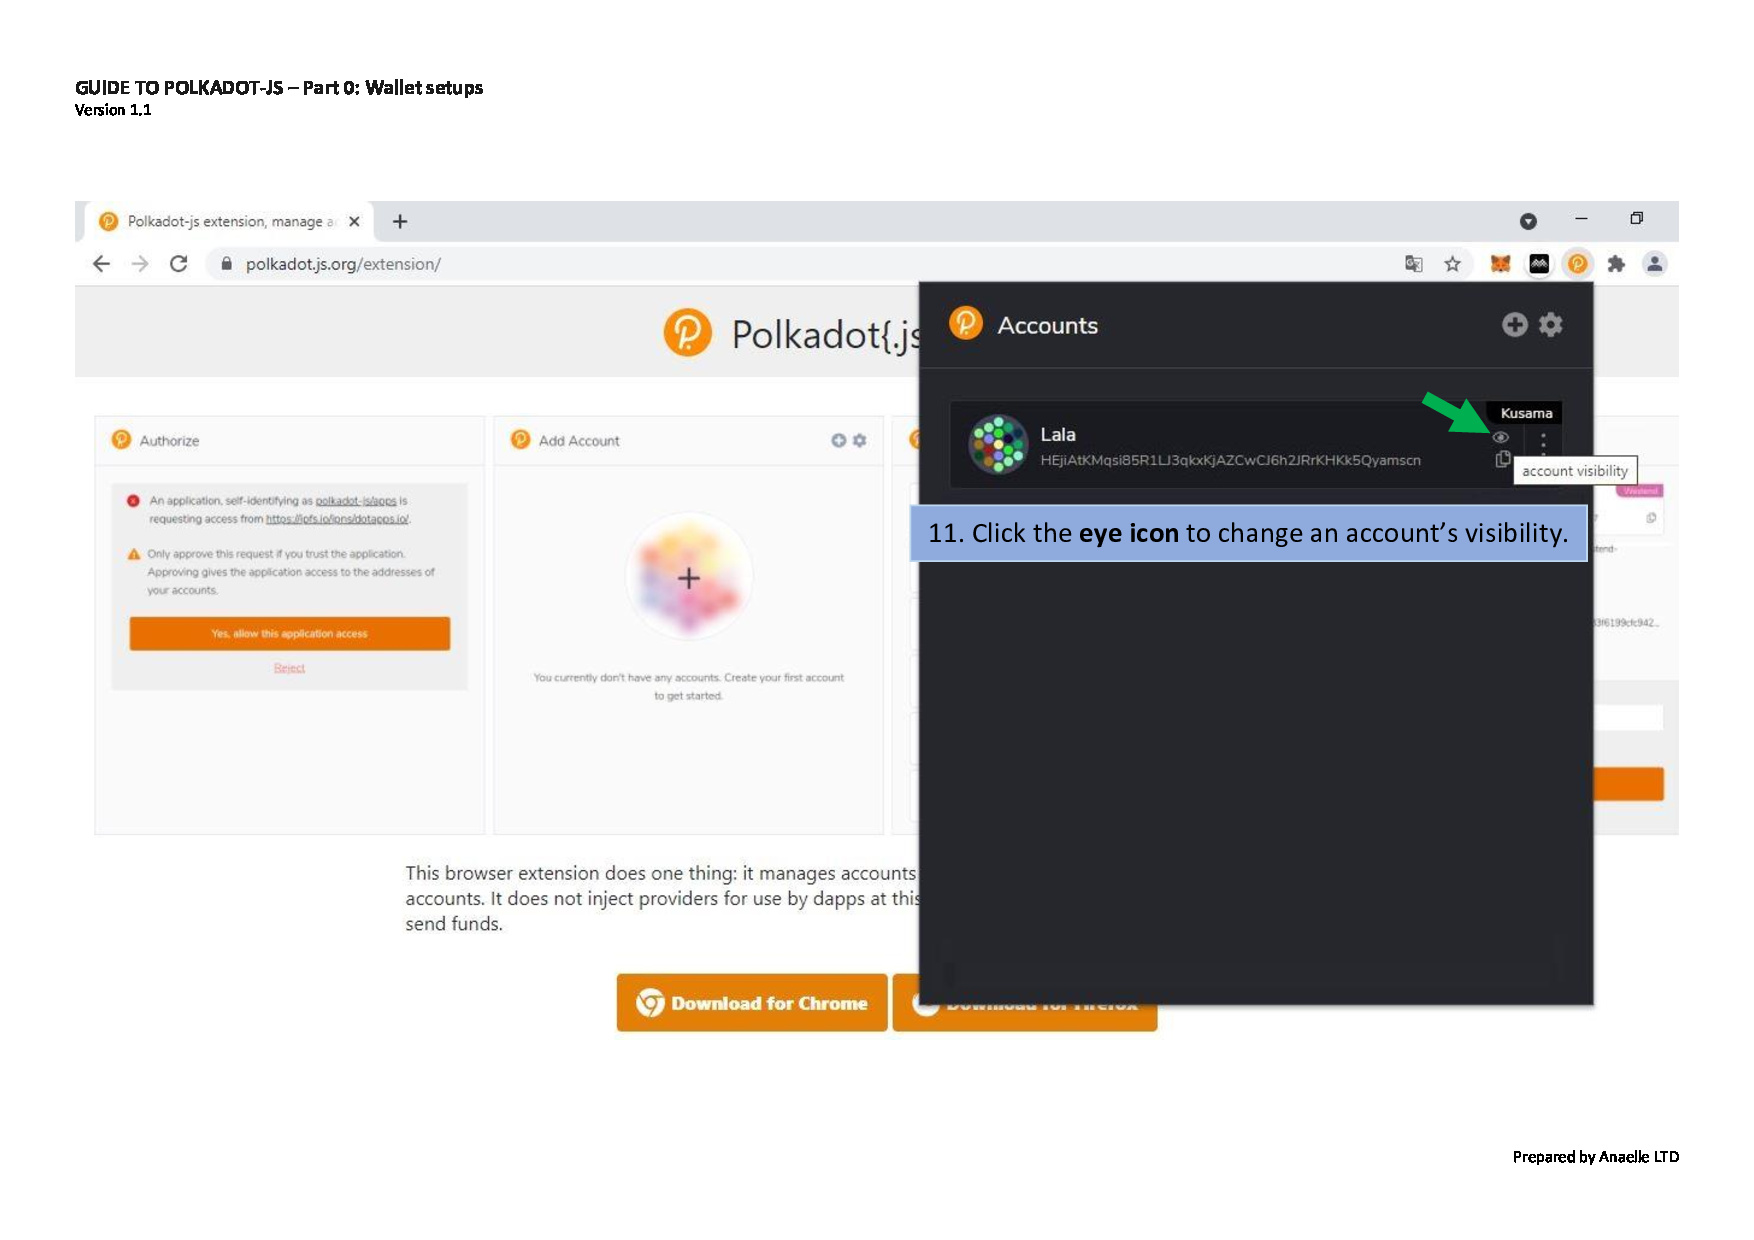 GUIDE TO POLKADOT-JS – Part 0: Wallet setups
Version 1.1
Polkadot-js extension, manage a
polkadot.js.org/extension/
Polkadot{.js
Accounts
Kusama
Lala
HEjiAtKMqsi85R1LJ3qkxKjAZCwCJ6h2JRrKHKk5Qyamscn
account visibility
11. Click the eye icon to change an account's visibility.
Authorize
An application, self-identifying as polkadot-js/apps is
requesting access from https://ipfs.io/ipns/dotapps.io/.
Only approve this request if you trust the application.
Approving gives the application access to the addresses of
your accounts.
Yes, allow this application access
Reject
Add Account
You currently don't have any accounts. Create your first account
to get started.
Westend
tend-
3f6199cfc942...
This browser extension does one thing: it manages accounts
accounts. It does not inject providers for use by dapps at this
send funds.
Download for Chrome
Download for Firefox
Prepared by Anaelle LTD